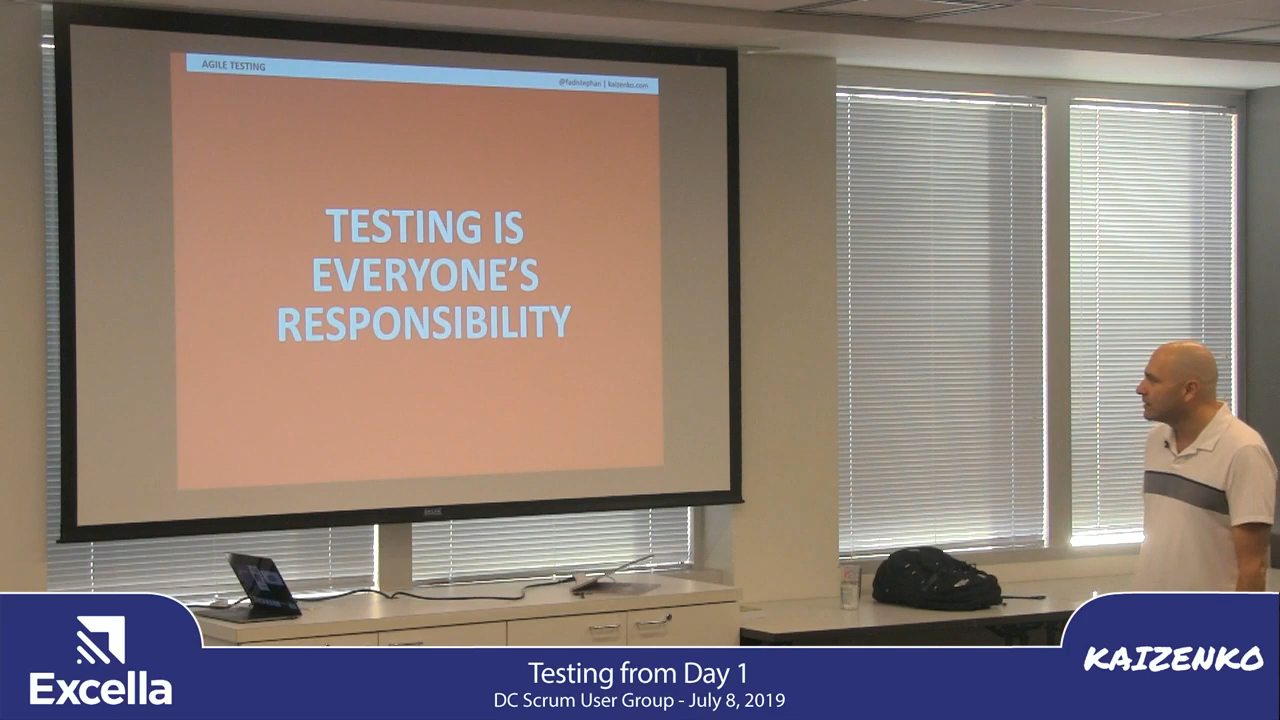 AGILE TESTING
@fadistephan | kaizenko.com
TESTING IS
EVERYONE'S
RESPONSIBILITY
Excella
Testing from Day 1
DC Scrum User Group - July 8, 2019
KAIZENKO